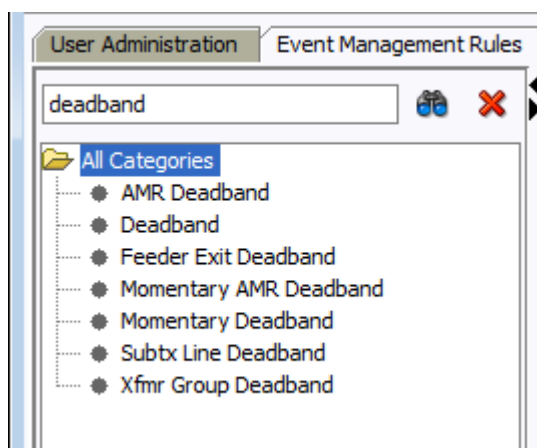 User Administration Event Management Rules
deadband
All Categories
AMR Deadband
Deadband
Feeder Exit Deadband
Momentary AMR Deadband
Momentary Deadband
Subtx Line Deadband
Xfmr Group Deadband